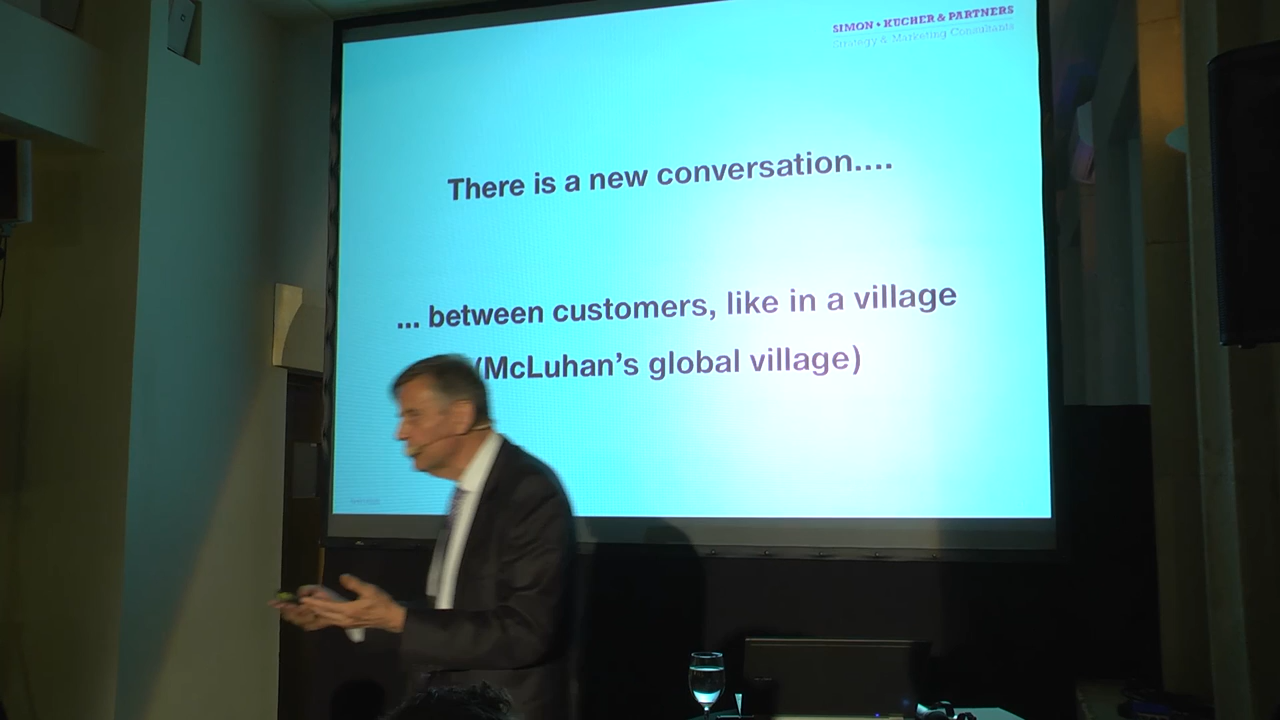 SIMON • KUCHER & PARTNERS
Strategy & Marketing Consultants
There is a new conversation....
... between customers, like in a village
(McLuhan's global village)